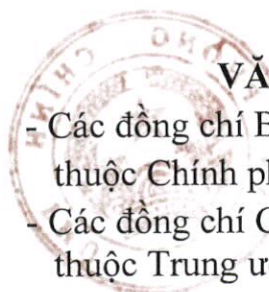 VĂ
- Các đồng chí B
thuộc Chính ph
- Các đồng chí C
thuộc Trung ư